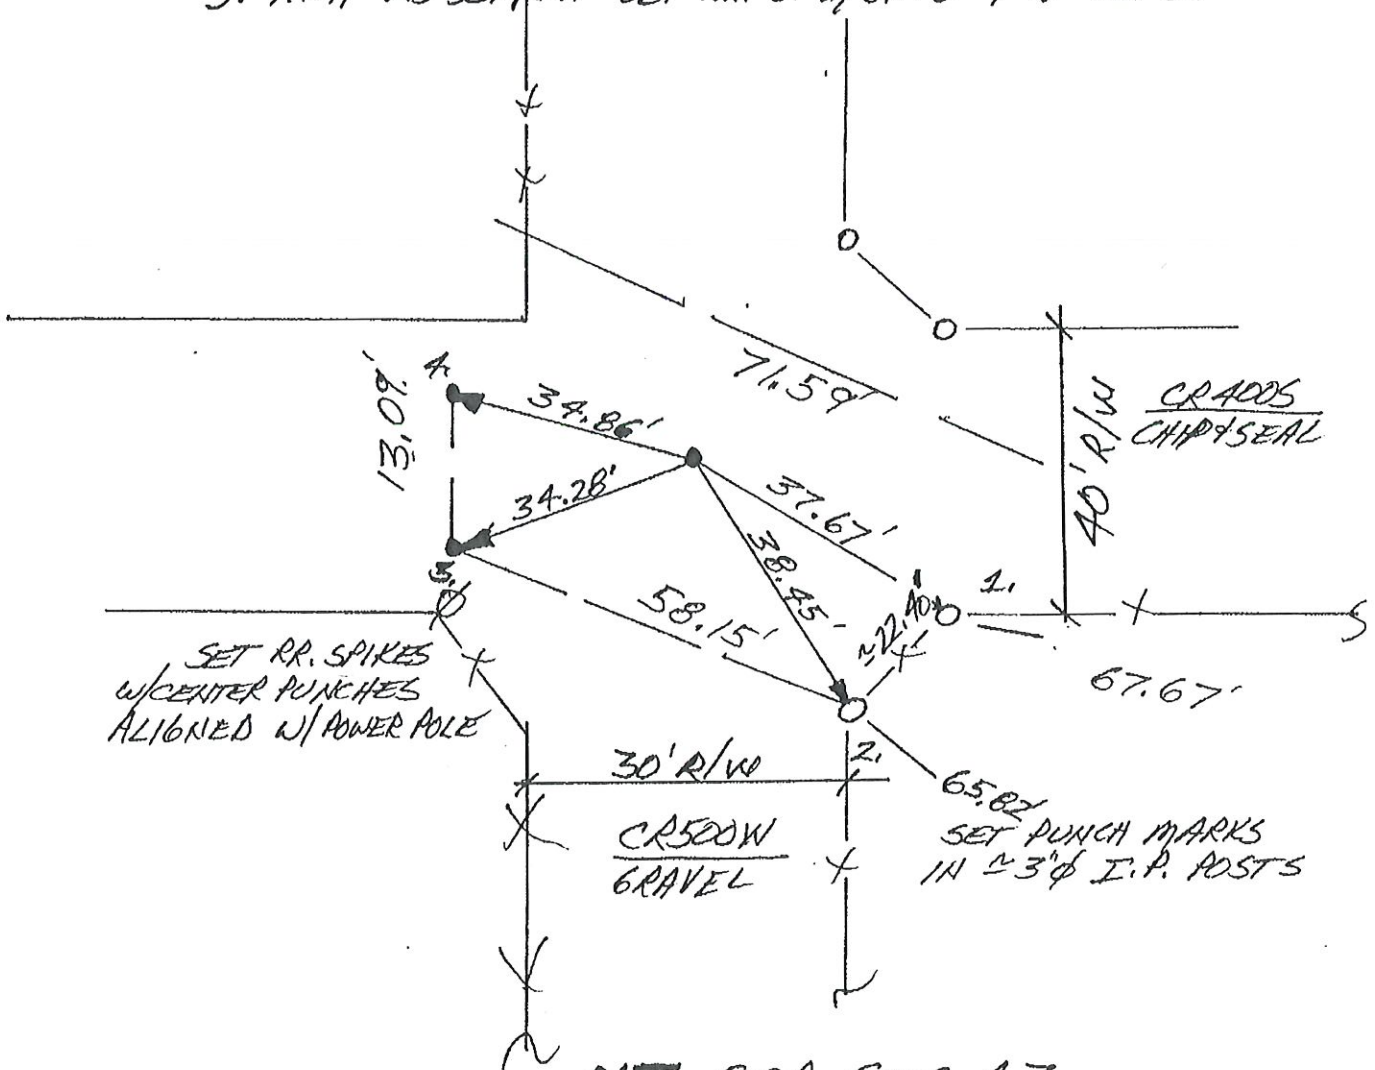 71.59'
4.
34.86'
13.09'
CR400S
CHIP&SEAL
40' R/W
34.28'
37.67'
38.45'
3.
1.
58.15'
≈22.40'
SET RR. SPIKES
W/CENTER PUNCHES
ALIGNED W/ POWER POLE
67.67'
2.
30' R/W
65.82'
CR500W
GRAVEL
SET PUNCH MARKS
IN ≈3"Ø I.P. POSTS